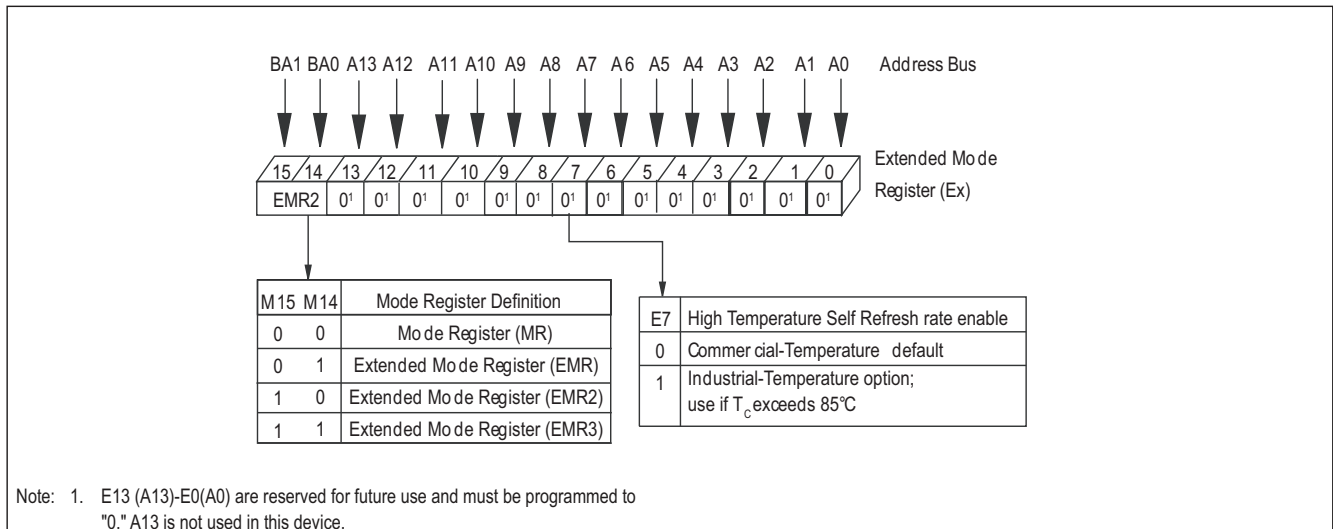 BA1 BA0 A13 A12 A11 A10 A9 A8 A7 A6 A5 A4 A3 A2 A1 A0 Address Bus
15 14 13 12 11 10 9 8 7 6 5 4 3 2 1 0 Extended Mode
EMR2 0¹ 0¹ 0¹ 0¹ 0¹ 0¹ 0¹ 0¹ 0¹ 0¹ 0¹ 0¹ 0¹ 0¹ Register (Ex)
M15 M14 Mode Register Definition
0 0 Mode Register (MR)
0 1 Extended Mode Register (EMR)
1 0 Extended Mode Register (EMR2)
1 1 Extended Mode Register (EMR3)
E7 High Temperature Self Refresh rate enable
0 Commercial-Temperature default
1 Industrial-Temperature option;
use if TC exceeds 85°C
Note: 1. E13 (A13)-E0(A0) are reserved for future use and must be programmed to
"0." A13 is not used in this device.